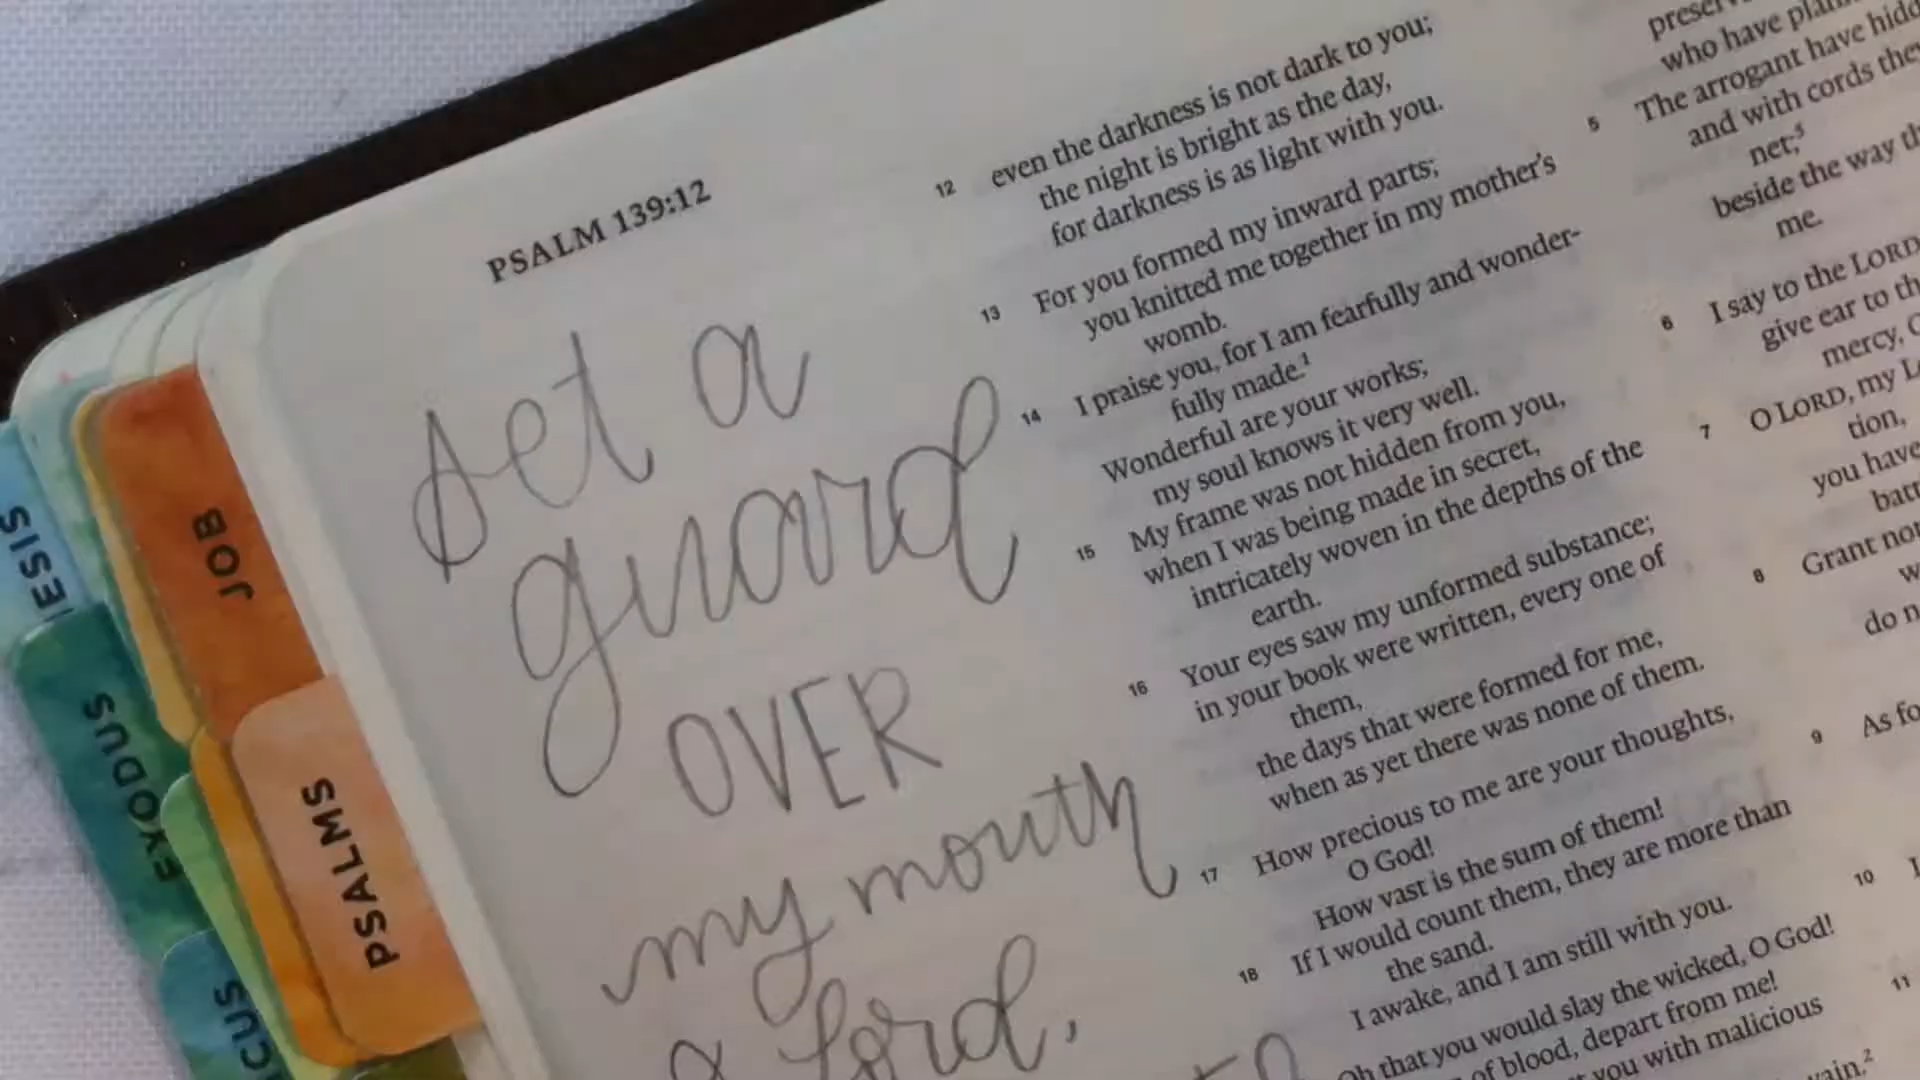 PSALM 139:12
set a
guard
OVER
my mouth
o Lord,
ESIS
EXODUS
ICUS
JOB
PSALMS
12 even the darkness is not dark to you;
the night is bright as the day,
for darkness is as light with you.
13 For you formed my inward parts;
you knitted me together in my mother's
womb.
14 I praise you, for I am fearfully and wonder-
fully made.¹
Wonderful are your works;
my soul knows it very well.
15 My frame was not hidden from you,
when I was being made in secret,
intricately woven in the depths of the
earth.
16 Your eyes saw my unformed substance;
in your book were written, every one of
them,
the days that were formed for me,
when as yet there was none of them.
17 How precious to me are your thoughts,
O God!
How vast is the sum of them!
18 If I would count them, they are more than
the sand.
I awake, and I am still with you.
Oh that you would slay the wicked, O God!
of blood, depart from me!
you with malicious
vain.²
who have
The arrogant have
5 and with cords
net;⁵
beside the way
me.
6 I say to the LORD
give ear to
mercy,
7 O LORD, my
tion,
you have
8 Grant not
do
9 As
10
11